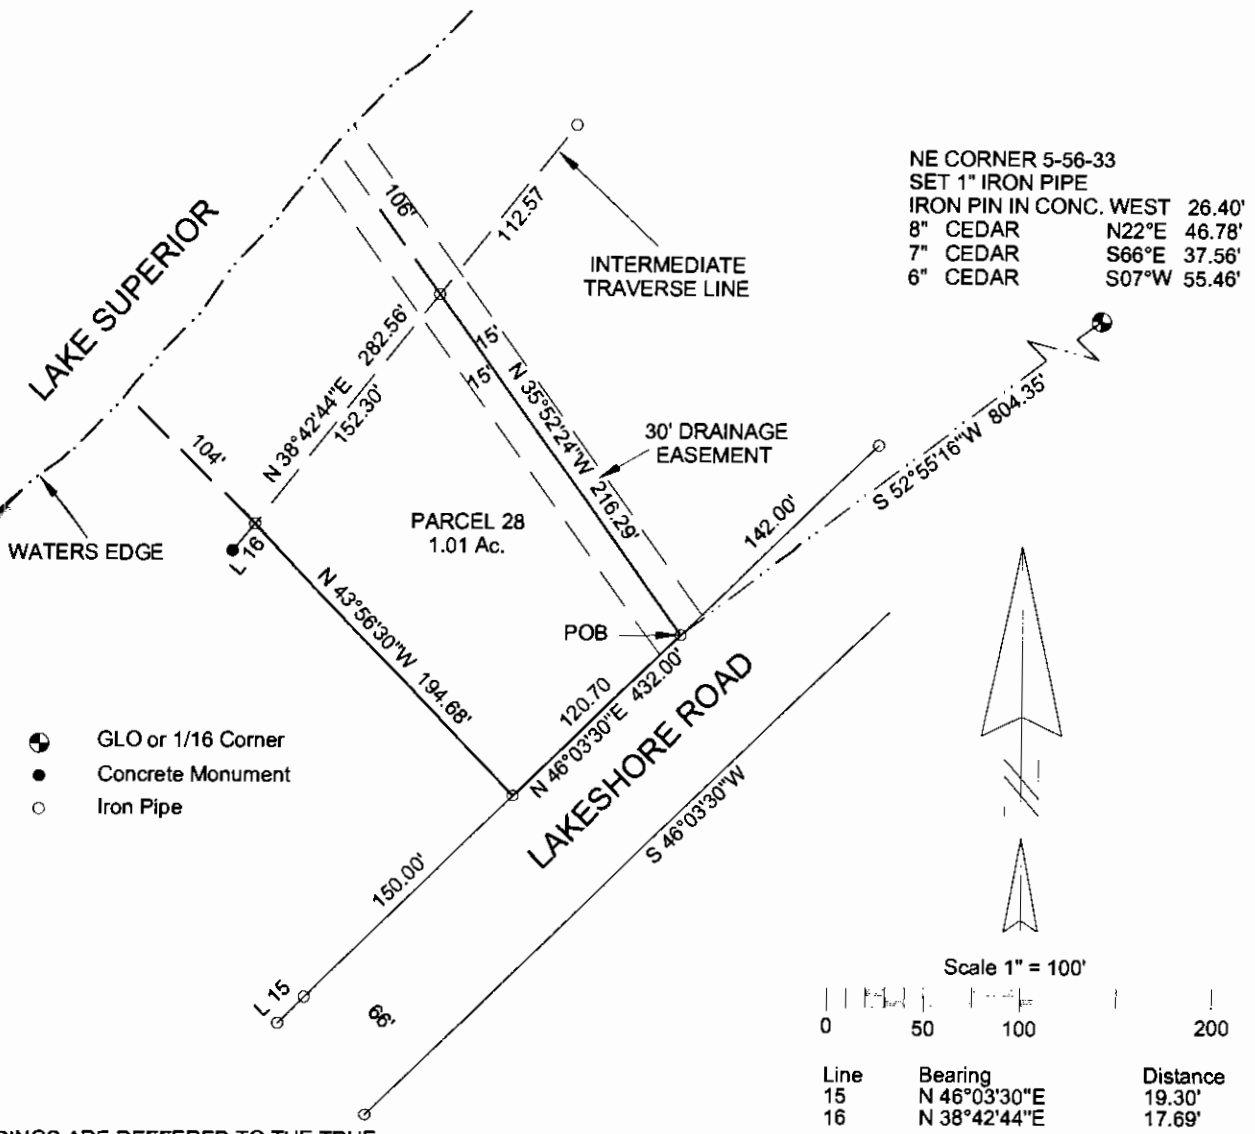 NE CORNER 5-56-33
SET 1" IRON PIPE
IRON PIN IN CONC. WEST 26.40'
8" CEDAR N22°E 46.78'
7" CEDAR S66°E 37.56'
6" CEDAR S07°W 55.46'
LAKE SUPERIOR
106'
112.57
INTERMEDIATE
TRAVERSE LINE
N 38°42'44"E 282.56'
152.30'
15'
15'
N 35°52'24"W 216.29'
30' DRAINAGE
EASEMENT
S 52°55'16"W 804.35'
104'
WATERS EDGE
L 16
PARCEL 28
1.01 Ac.
142.00'
N 43°56'30"W 194.68'
POB
120.70
N 46°03'30"E 432.00'
LAKESHORE ROAD
S 46°03'30"W
GLO or 1/16 Corner
Concrete Monument
Iron Pipe
150.00'
L 15
66'
Scale 1" = 100'
0 50 100 200
Line Bearing Distance
15 N 46°03'30"E 19.30'
16 N 38°42'44"E 17.69'
ARE REFFERED TO THE TRUE